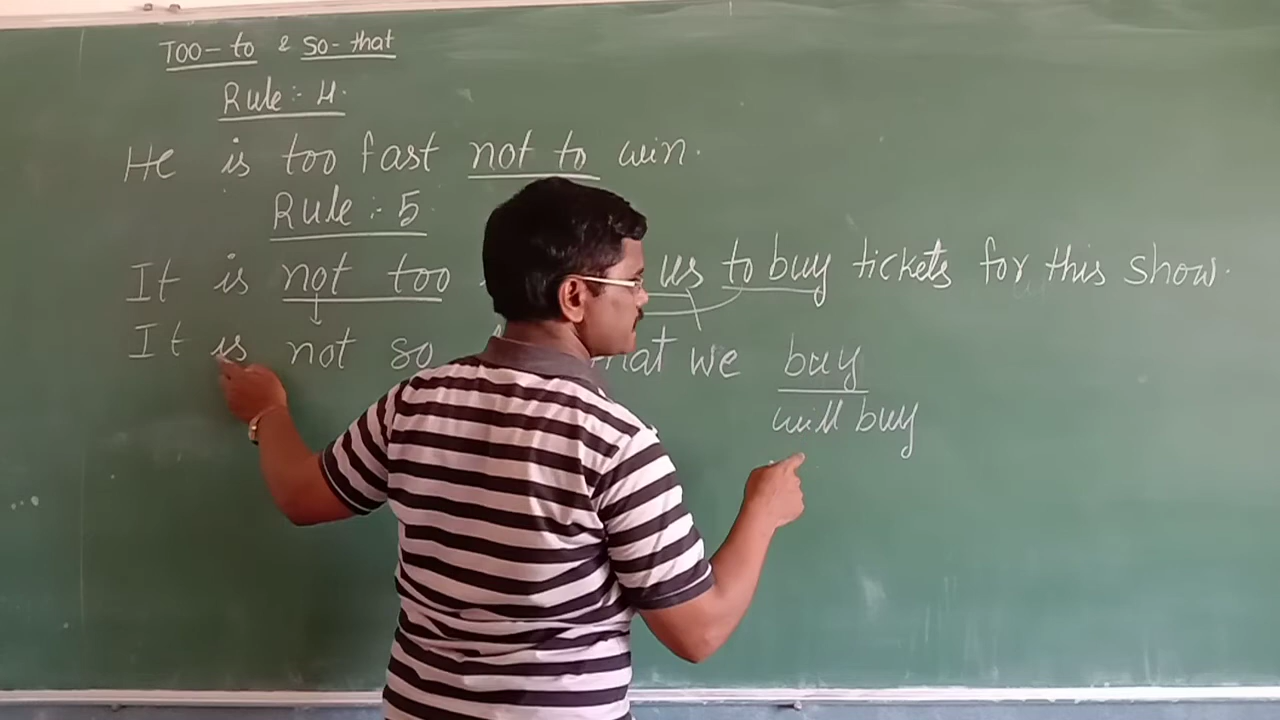 Too-to & So-that
Rule:- 4.
He is too fast not to win.
Rule:- 5.
It is not too us to buy tickets for this show.
It is not so that we buy
will buy